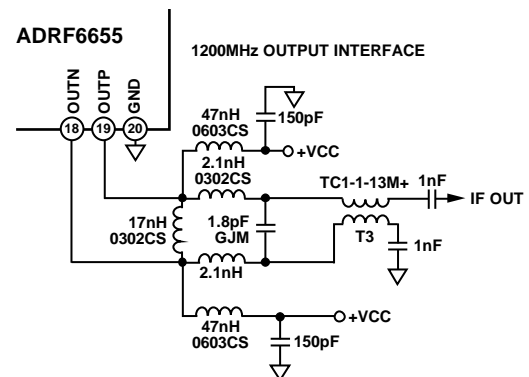 ADRF6655
1200MHz OUTPUT INTERFACE
OUTN
OUTP
GND
18
19
20
47nH
0603CS
150pF
+VCC
2.1nH
0302CS
TC1-1-13M+
1nF
IF OUT
17nH
0302CS
1.8pF
GJM
T3
1nF
2.1nH
+VCC
47nH
0603CS
150pF